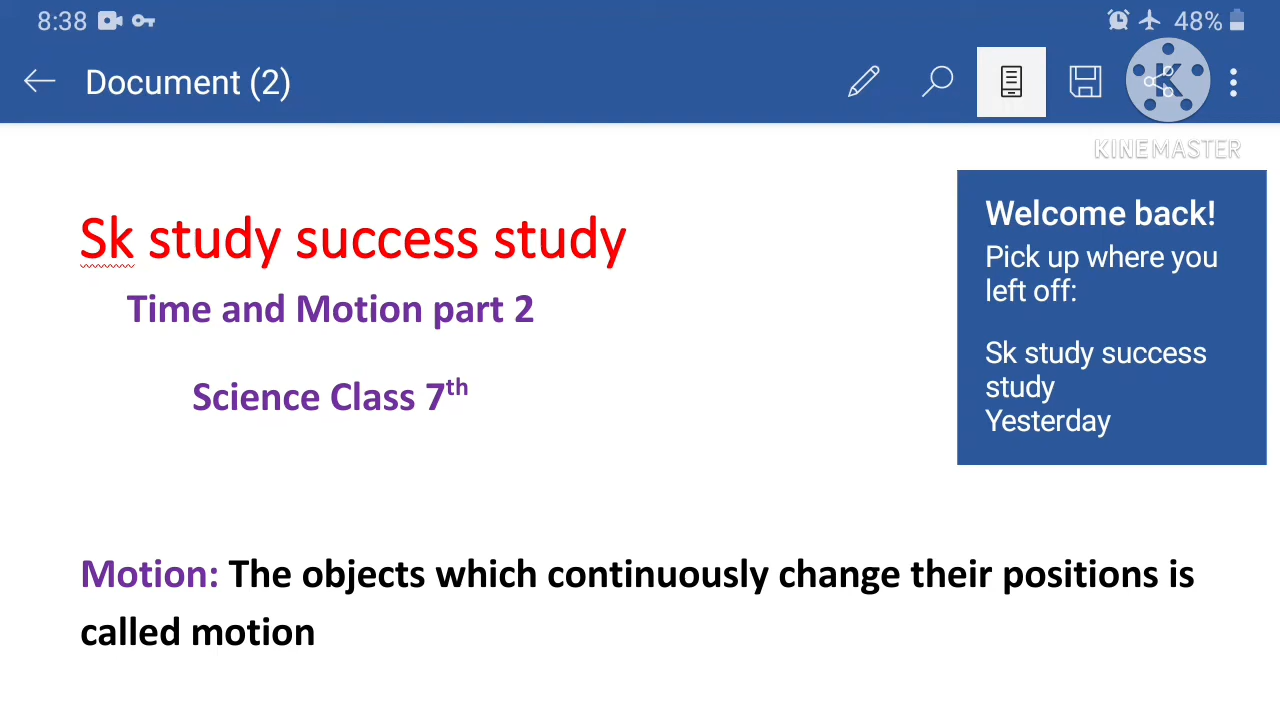 8:38
48%
Document (2)
K
KINEMASTER
Sk study success study
Time and Motion part 2
Science Class 7th
Welcome back!
Pick up where you
left off:
Sk study success
study
Yesterday
Motion: The objects which continuously change their positions is
called motion